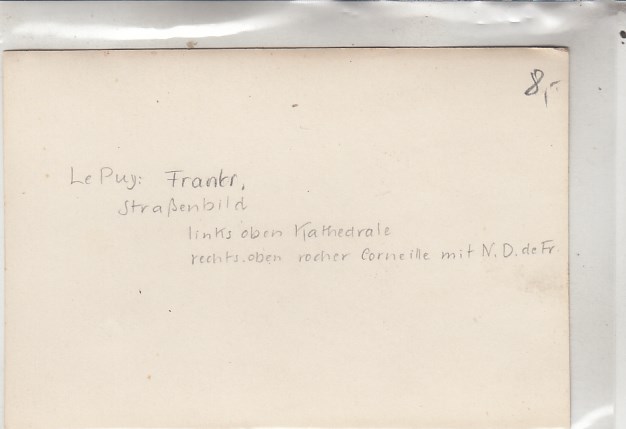 8,-
Le Puy: Frankr,
Straßenbild
links oben Kathedrale
rechts.oben rocher Corneille mit N.D. de Fr.